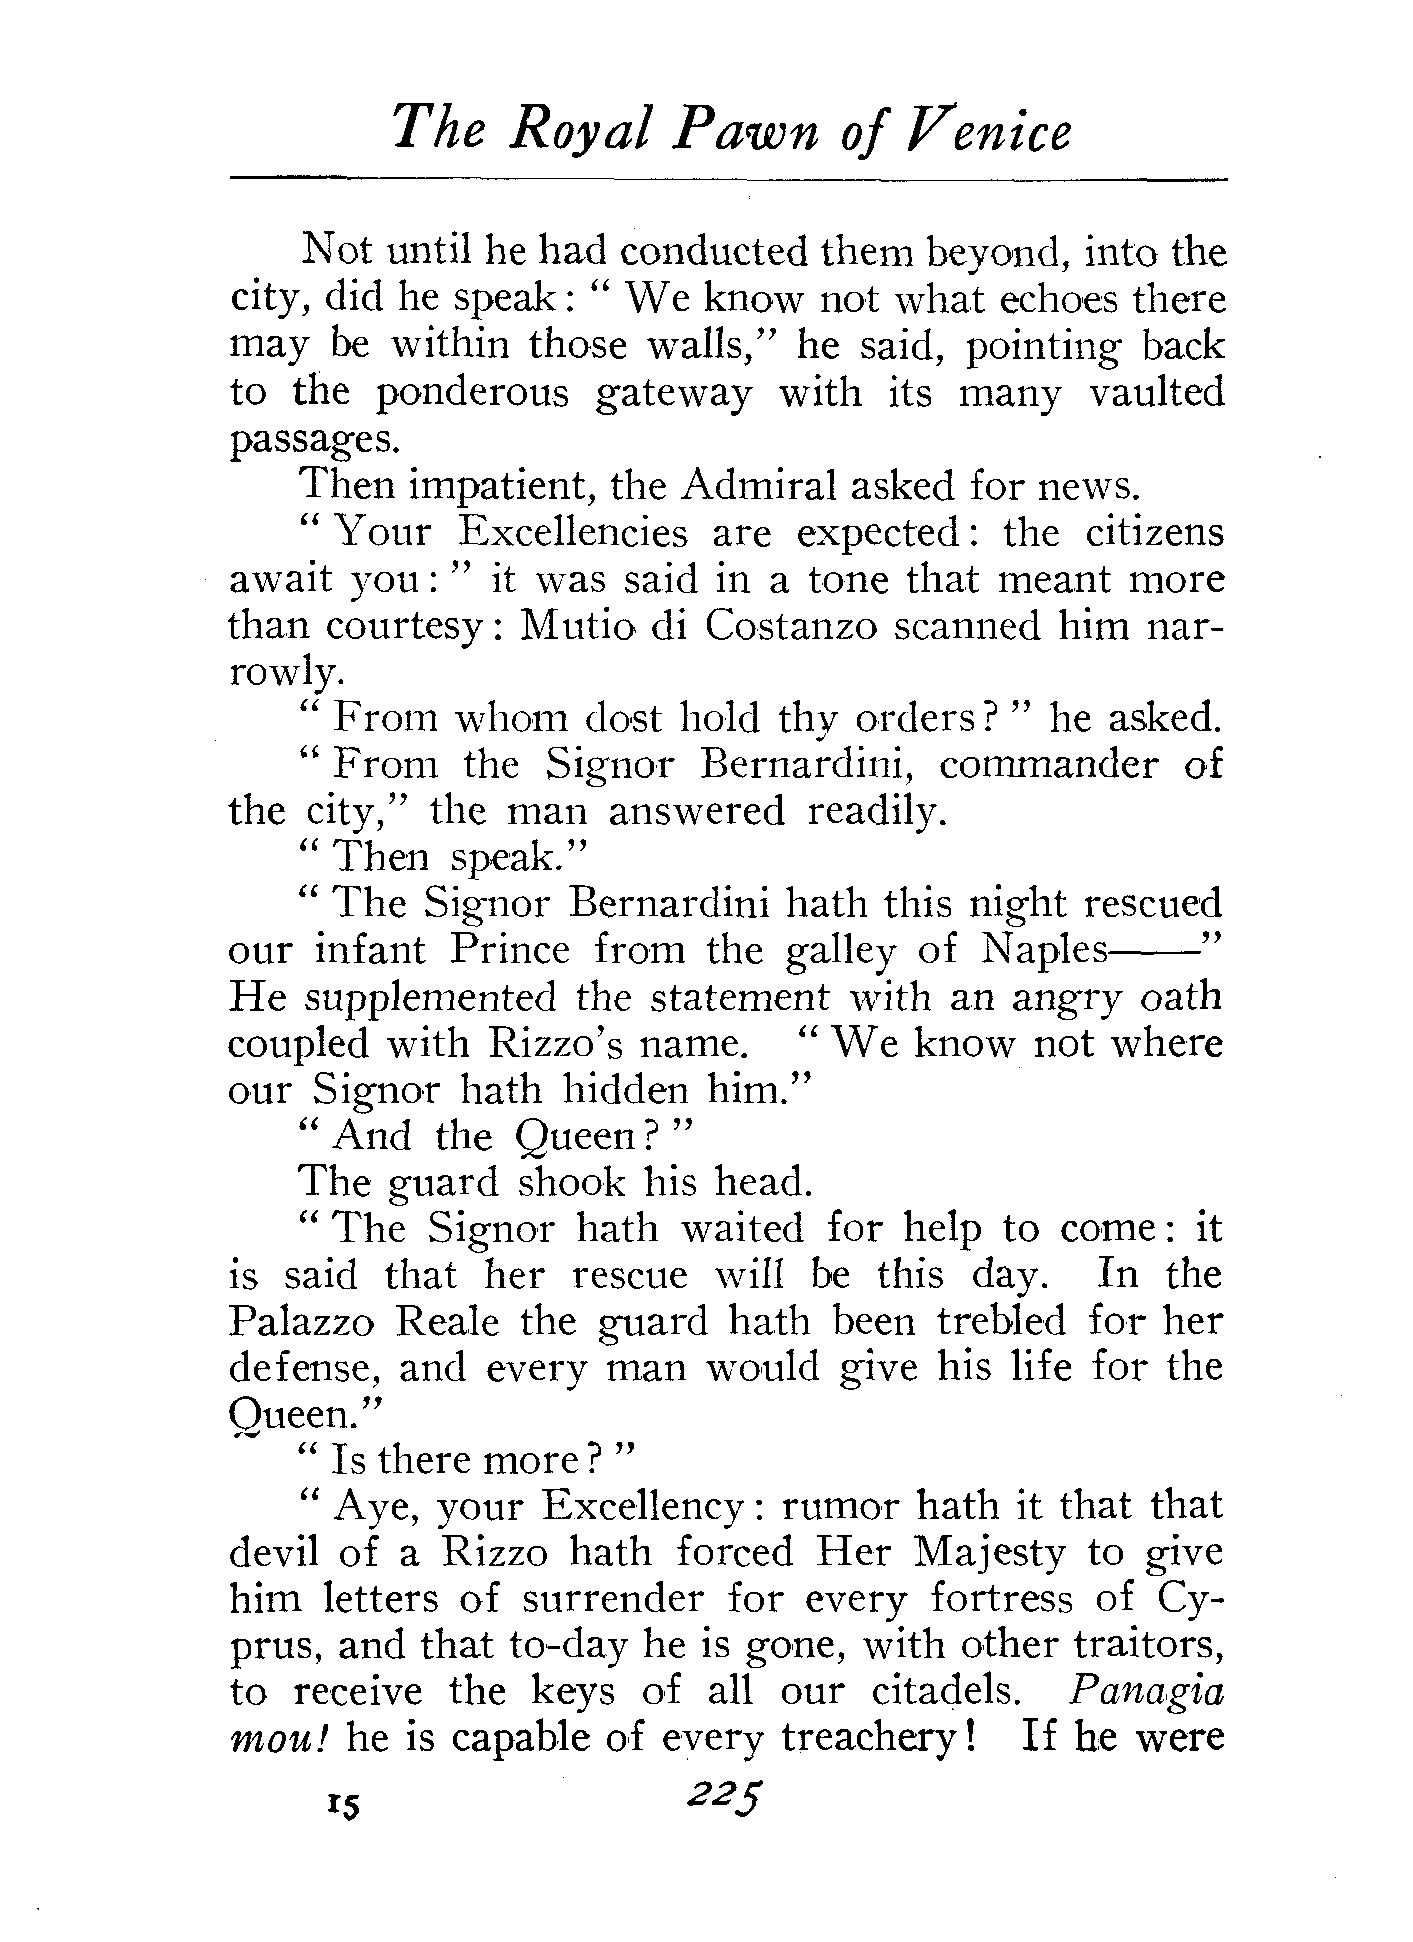 The Royal Pawn of Venice
Not until he had conducted them beyond, into the
city, did he speak: “ We know not what echoes there
may be within those walls,” he said, pointing back
to the ponderous gateway with its many vaulted
passages.
Then impatient, the Admiral asked for news.
“ Your Excellencies are expected: the citizens
await you: ” it was said in a tone that meant more
than courtesy: Mutio di Costanzo scanned him nar-
rowly.
“ From whom dost hold thy orders? ” he asked.
“ From the Signor Bernardini, commander of
the city,” the man answered readily.
“ Then speak.”
“ The Signor Bernardini hath this night rescued
our infant Prince from the galley of Naples——”
He supplemented the statement with an angry oath
coupled with Rizzo’s name. “ We know not where
our Signor hath hidden him.”
“ And the Queen? ”
The guard shook his head.
“ The Signor hath waited for help to come: it
is said that her rescue will be this day. In the
Palazzo Reale the guard hath been trebled for her
defense, and every man would give his life for the
Queen.”
“ Is there more? ”
“ Aye, your Excellency: rumor hath it that that
devil of a Rizzo hath forced Her Majesty to give
him letters of surrender for every fortress of Cy-
prus, and that to-day he is gone, with other traitors,
to receive the keys of all our citadels. Panagia
mou! he is capable of every treachery! If he were
15 225